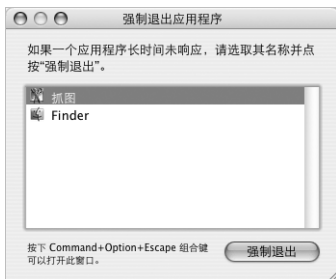 强制退出应用程序
如果一个应用程序长时间未响应，请选取其名称并点
按“强制退出”。
抓图
Finder
按下 Command+Option+Escape 组合键
可以打开此窗口。
强制退出